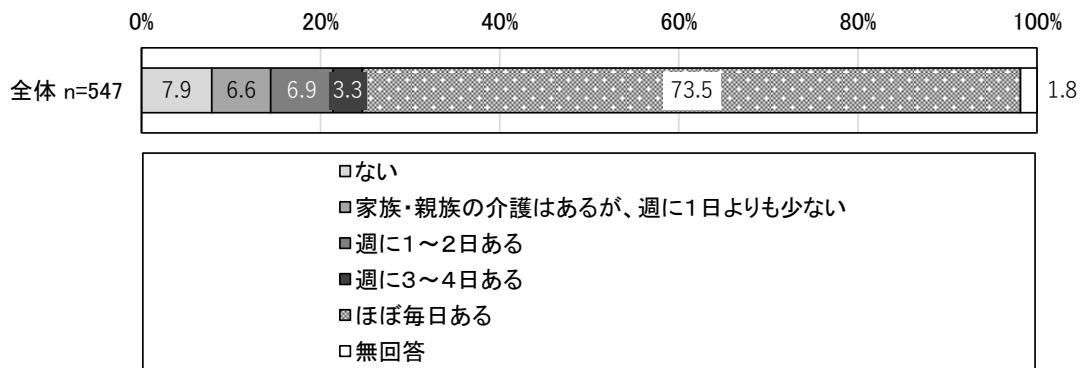 0% 20% 40% 60% 80% 100%
全体 n=547 7.9 6.6 6.9 3.3 73.5 1.8
ない
家族・親族の介護はあるが、週に1日よりも少ない
週に1～2日ある
週に3～4日ある
ほぼ毎日ある
無回答